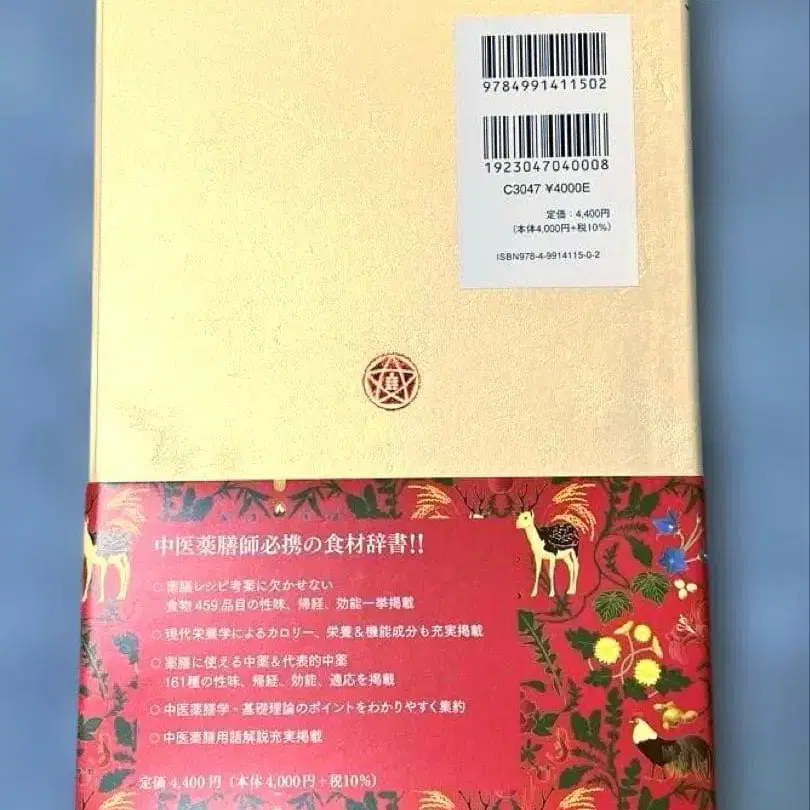 9784991411502
1923047040008
C3047 ¥4000E
定価：4,400円
（本体4,000円+税10%）
ISBN978-4-9914115-0-2
中医薬膳師必携の食材辞書!!
○ 薬膳レシピ考案に欠かせない
食物459品目の性味、帰経、効能一挙掲載
○ 現代栄養学によるカロリー、栄養＆機能成分も充実掲載
○ 薬膳に使える中薬＆代表的中薬
161種の性味、帰経、効能、適応を掲載
○ 中医薬膳学・基礎理論のポイントをわかりやすく集約
○ 中医薬膳用語解説充実掲載
定価 4,400円（本体4,000円＋税10%）